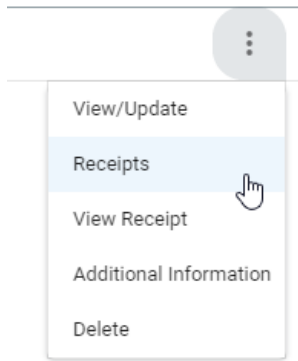 View/Update
Receipts
View Receipt
Additional Information
Delete